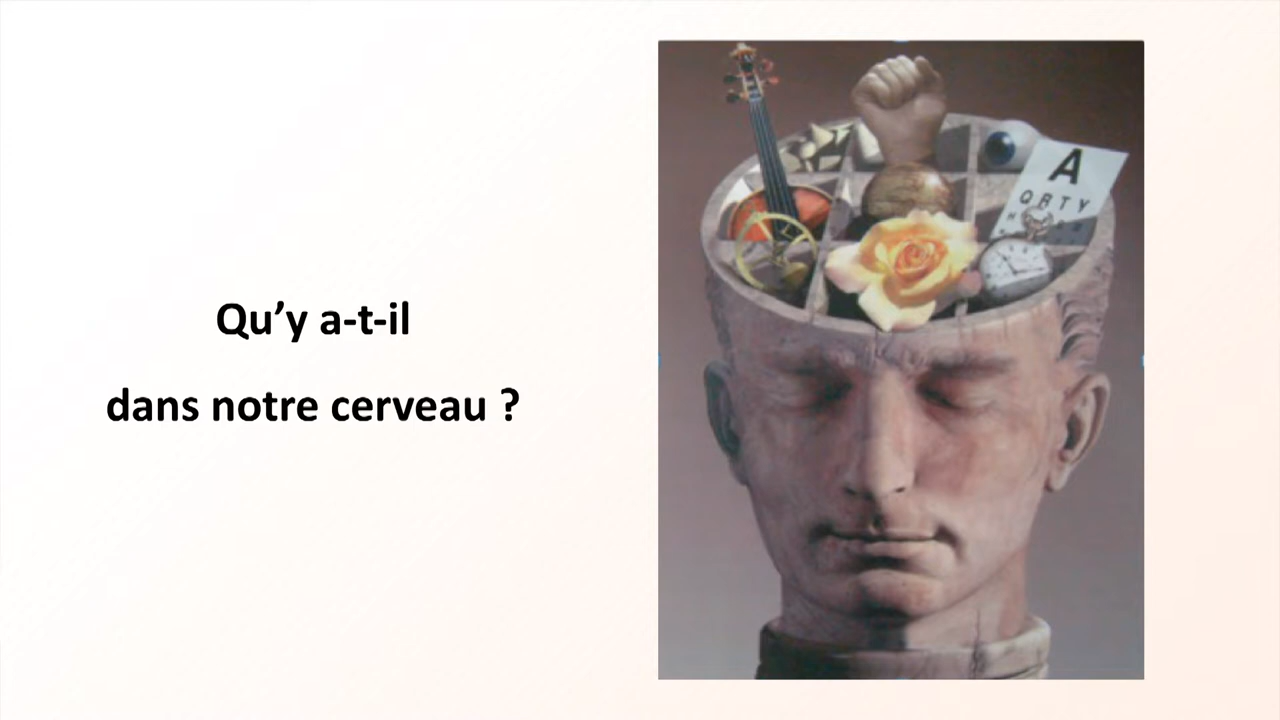 Qu’y a-t-il
dans notre cerveau ?
A
Q R T Y
H